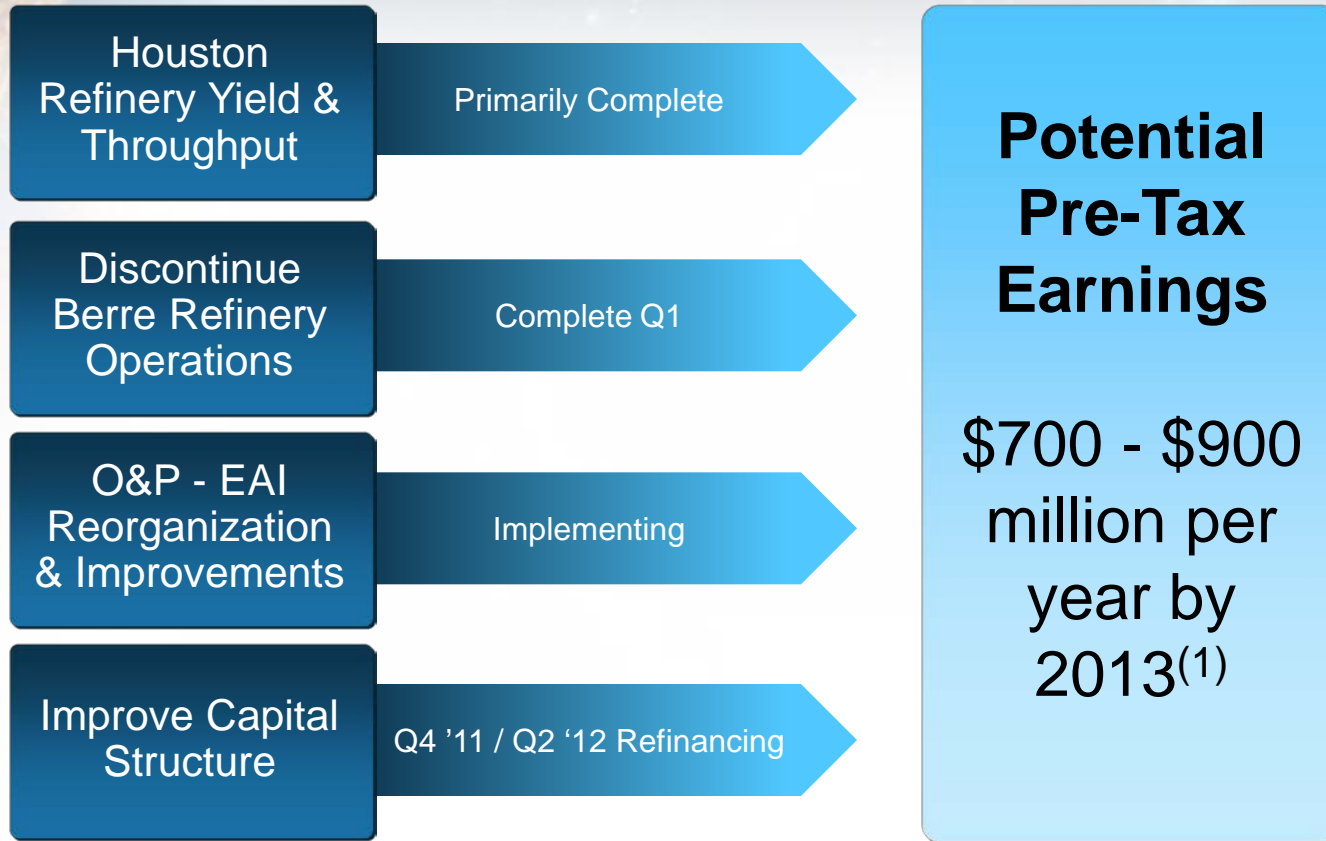 Houston
Refinery Yield &
Throughput
Primarily Complete
Discontinue
Berre Refinery
Operations
Complete Q1
O&P - EAI
Reorganization
& Improvements
Implementing
Improve Capital
Structure
Q4 ’11 / Q2 ‘12 Refinancing
Potential
Pre-Tax
Earnings
$700 - $900
million per
year by
2013(1)